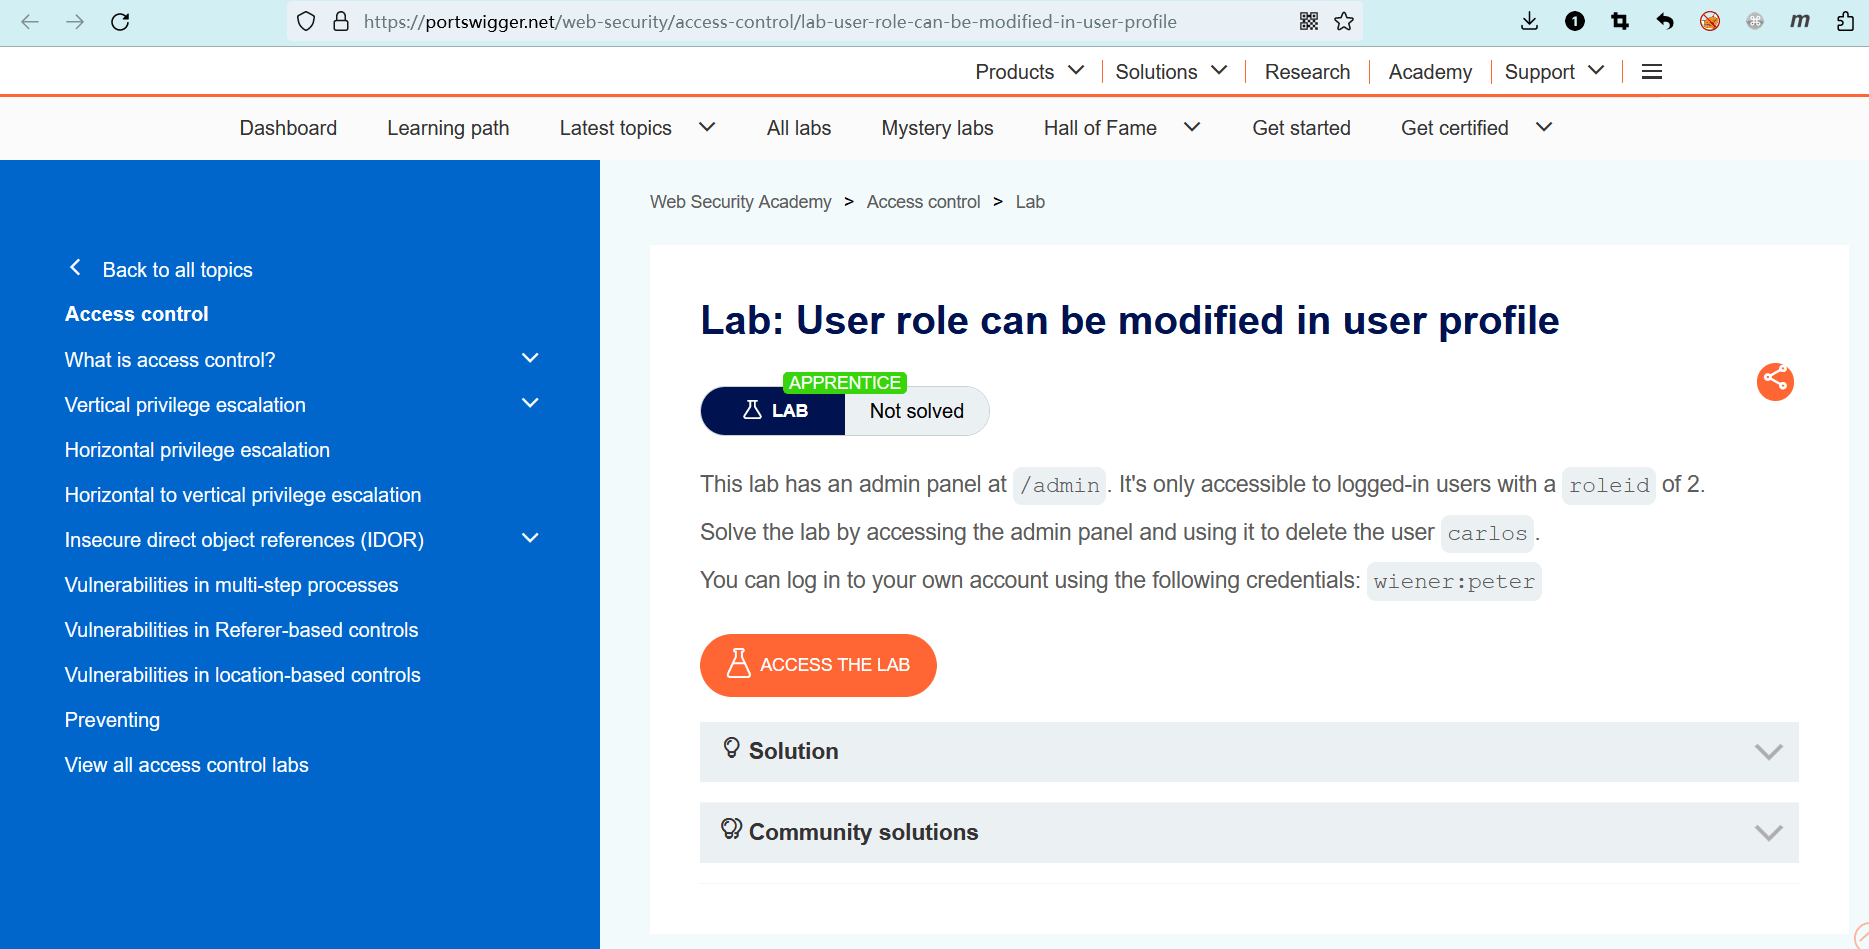 https://portswigger.net/web-security/access-control/lab-user-role-can-be-modified-in-user-profile
Products Solutions Research Academy Support
Dashboard Learning path Latest topics All labs Mystery labs Hall of Fame Get started Get certified
Web Security Academy > Access control > Lab
Back to all topics
Access control
What is access control?
Vertical privilege escalation
Horizontal privilege escalation
Horizontal to vertical privilege escalation
Insecure direct object references (IDOR)
Vulnerabilities in multi-step processes
Vulnerabilities in Referer-based controls
Vulnerabilities in location-based controls
Preventing
View all access control labs
Lab: User role can be modified in user profile
APPRENTICE
LAB Not solved
This lab has an admin panel at /admin. It's only accessible to logged-in users with a roleid of 2.
Solve the lab by accessing the admin panel and using it to delete the user carlos.
You can log in to your own account using the following credentials: wiener:peter
ACCESS THE LAB
Solution
Community solutions